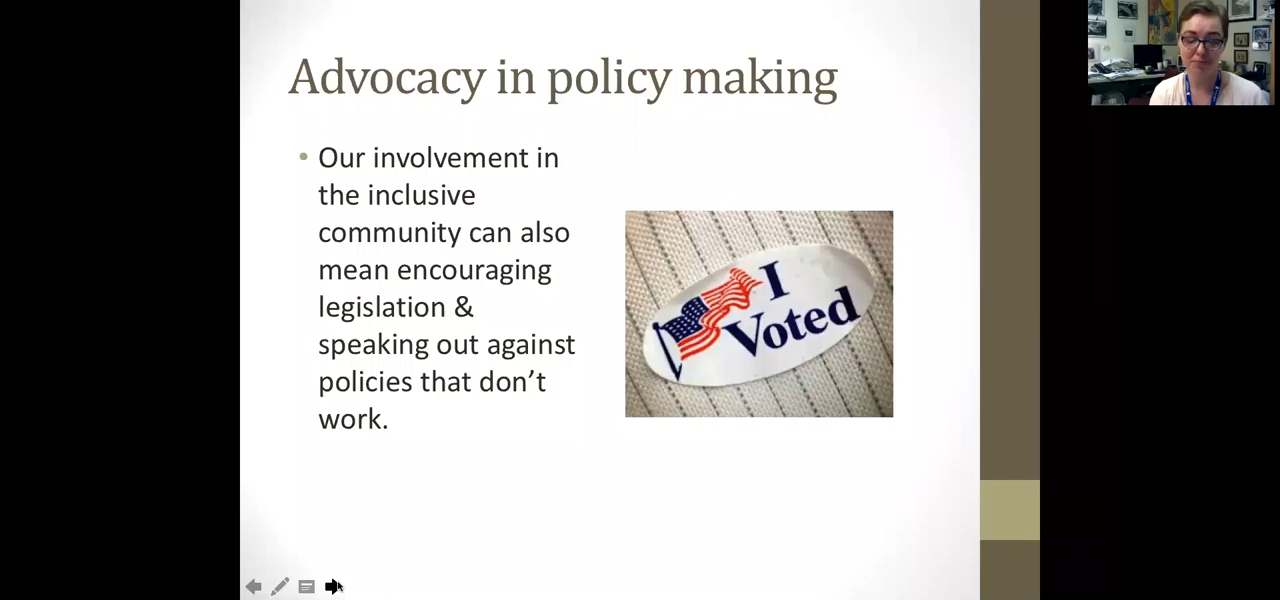 Advocacy in policy making
• Our involvement in
the inclusive
community can also
mean encouraging
legislation &
speaking out against
policies that don’t
work.
I
Voted